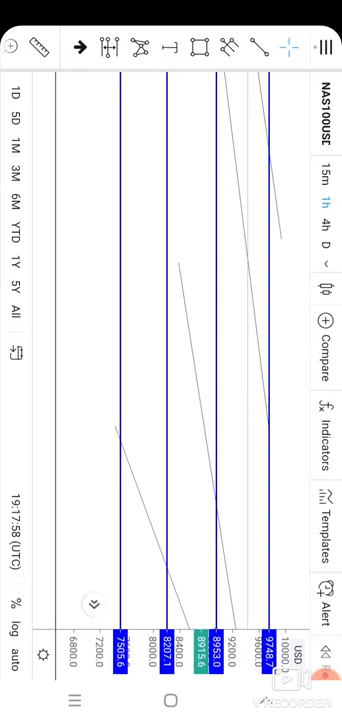 NAS100USD
15m 1h 4h D
Compare
Indicators
Templates
Alert
USD
10000.0
9748.7
9600.0
9200.0
8953.0
8915.6
8400.0
8207.1
8000.0
7505.6
7200.0
6800.0
1D 5D 1M 3M 6M YTD 1Y 5Y All
19:17:58 (UTC)
% log auto
VRECORDER